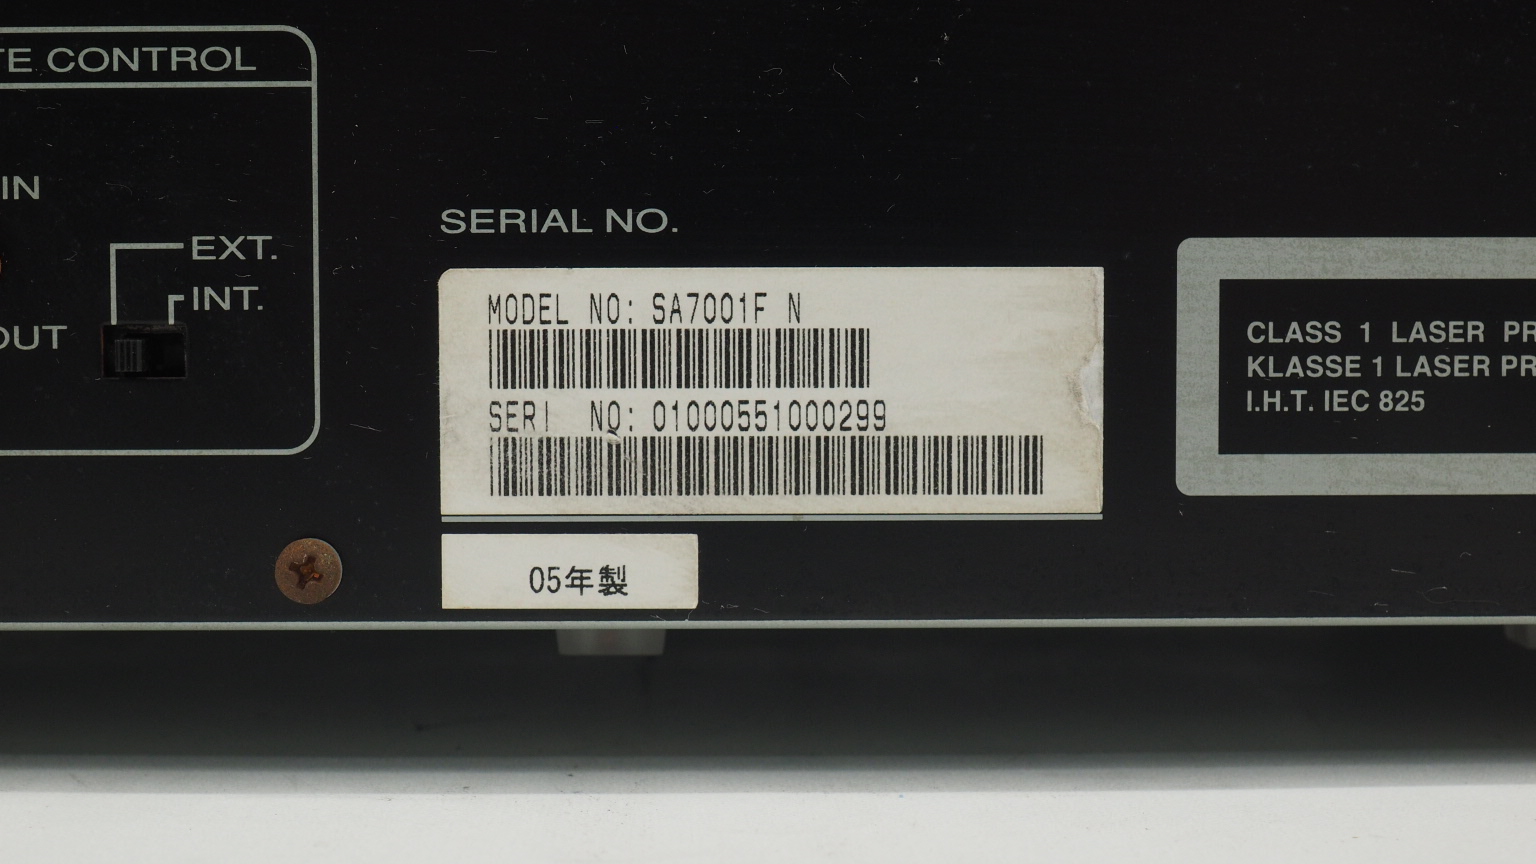 TE CONTROL
IN
EXT.
INT.
OUT
SERIAL NO.
MODEL NO: SA7001F N
SERI NO: 01000551000299
05年製
CLASS 1 LASER PR
KLASSE 1 LASER PR
I.H.T. IEC 825